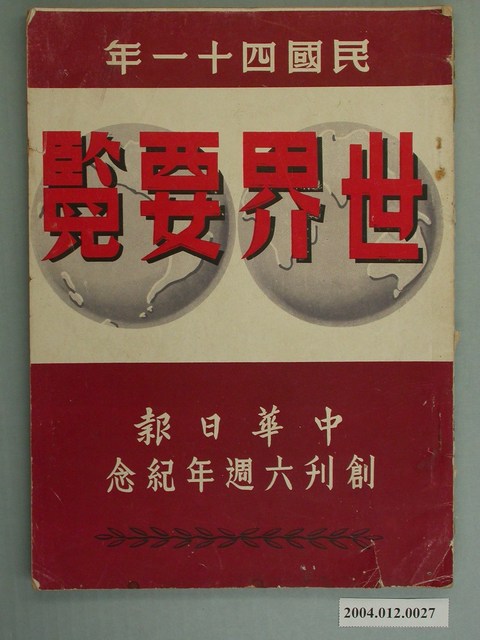 民國四十一年
世界要覽
中華日報
創刊六週年紀念
2004.012.0027